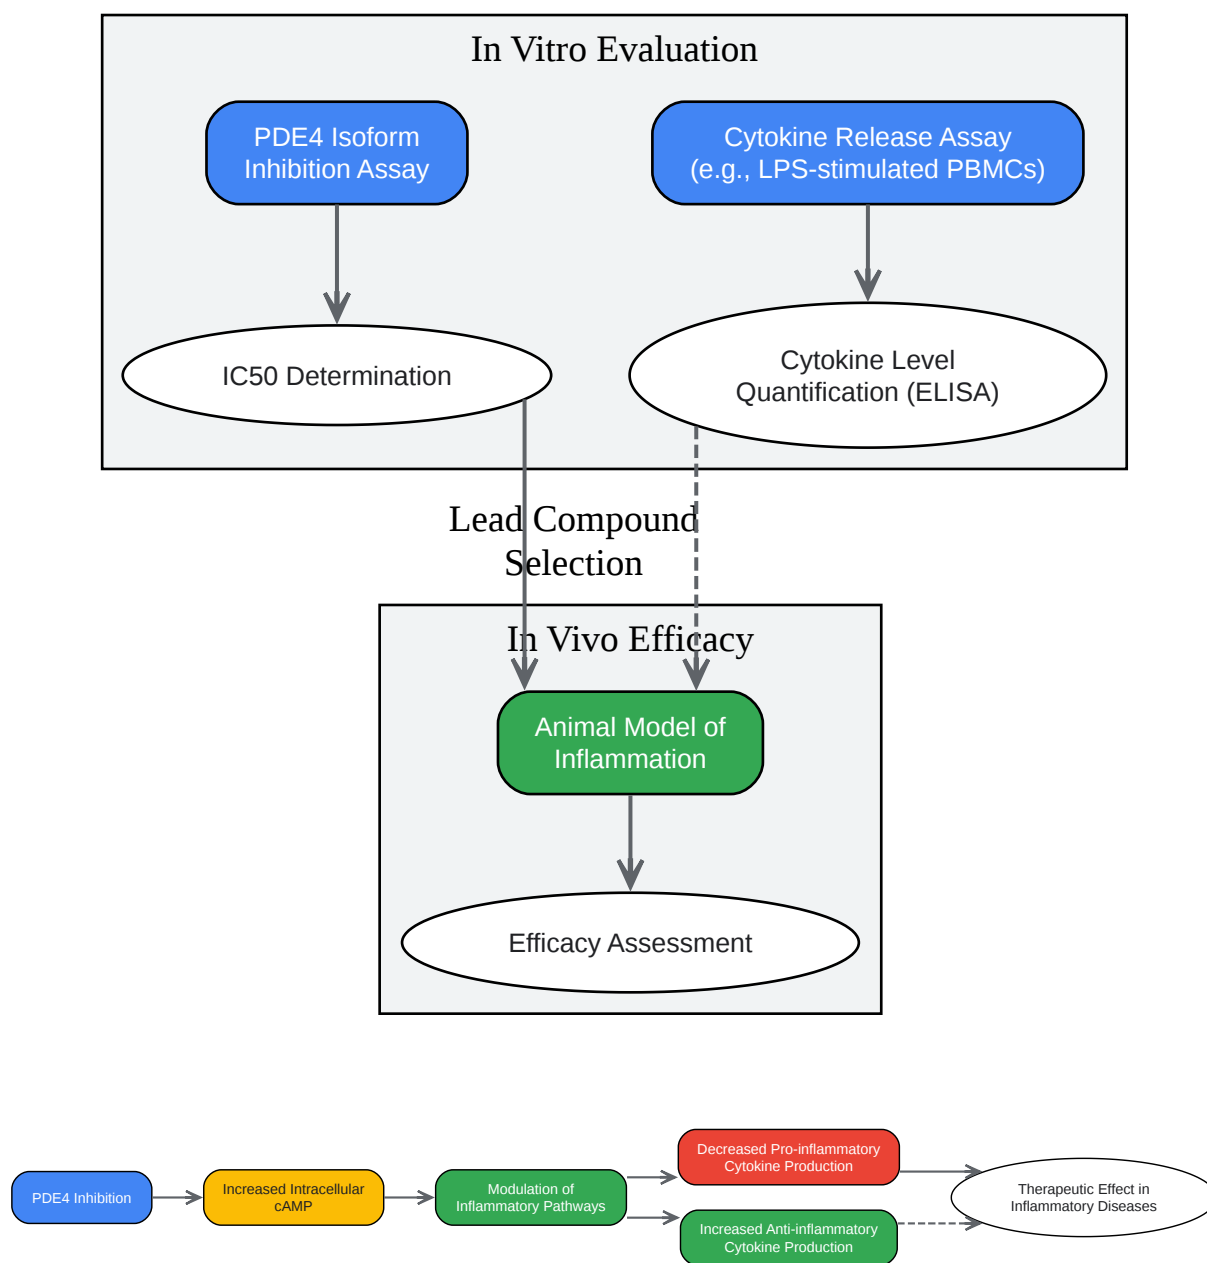 In Vitro Evaluation
PDE4 Isoform
Inhibition Assay
Cytokine Release Assay
(e.g., LPS-stimulated PBMCs)
IC50 Determination
Cytokine Level
Quantification (ELISA)
Lead Compound
Selection
In Vivo Efficacy
Animal Model of
Inflammation
Efficacy Assessment
PDE4 Inhibition
Increased Intracellular
cAMP
Modulation of
Inflammatory Pathways
Decreased Pro-inflammatory
Cytokine Production
Increased Anti-inflammatory
Cytokine Production
Therapeutic Effect in
Inflammatory Diseases